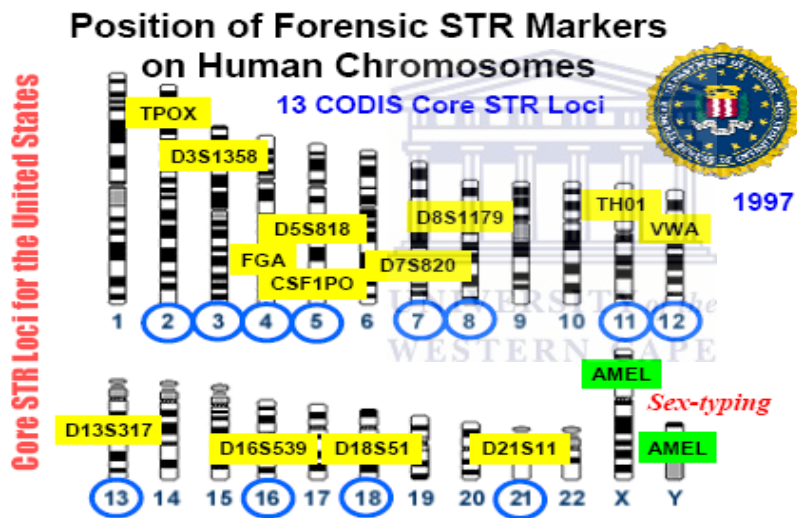 Position of Forensic STR Markers
on Human Chromosomes
13 CODIS Core STR Loci
1997
Core STR Loci for the United States
TPOX
D3S1358
TH01
D8S1179
D5S818
VWA
FGA
D7S820
CSF1PO
UNIVERSITY of the
WESTERN CAPE
1 2 3 4 5 6 7 8 9 10 11 12
AMEL
Sex-typing
D13S317
D16S539
D18S51
D21S11
AMEL
13 14 15 16 17 18 19 20 21 22 X Y